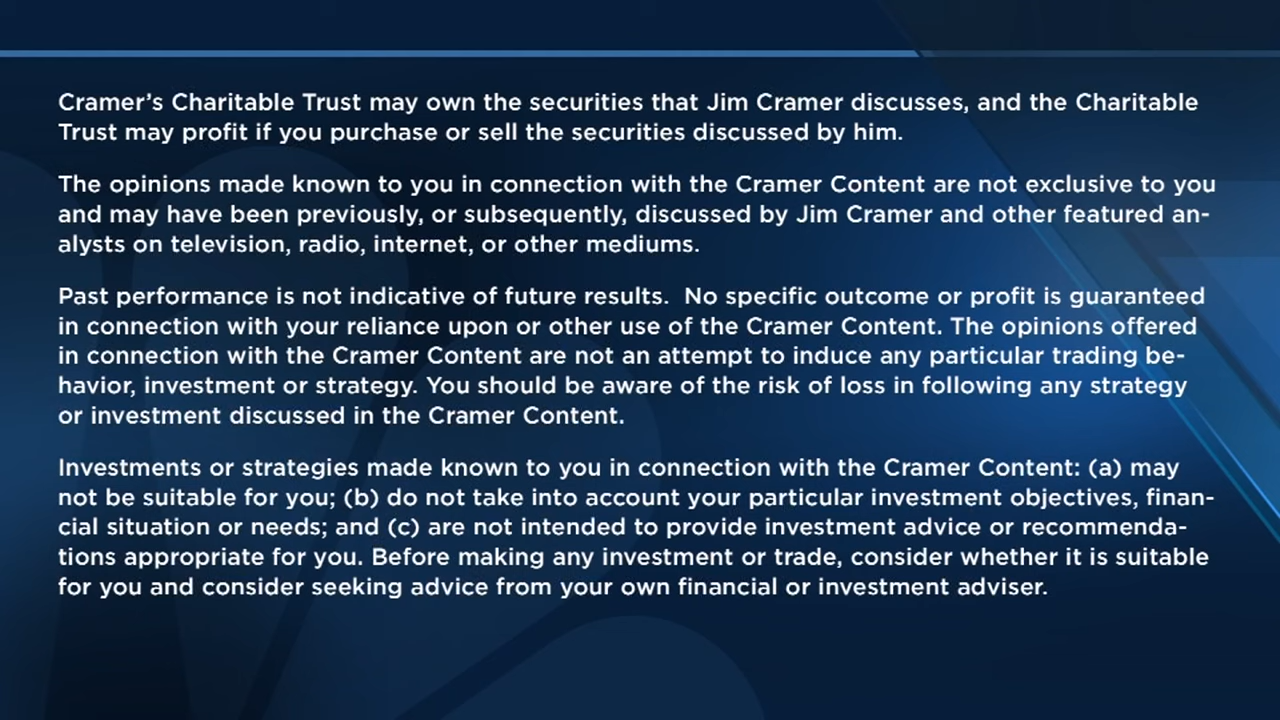 Cramer’s Charitable Trust may own the securities that Jim Cramer discusses, and the Charitable
Trust may profit if you purchase or sell the securities discussed by him.
The opinions made known to you in connection with the Cramer Content are not exclusive to you
and may have been previously, or subsequently, discussed by Jim Cramer and other featured an-
alysts on television, radio, internet, or other mediums.
Past performance is not indicative of future results.  No specific outcome or profit is guaranteed
in connection with your reliance upon or other use of the Cramer Content. The opinions offered
in connection with the Cramer Content are not an attempt to induce any particular trading be-
havior, investment or strategy. You should be aware of the risk of loss in following any strategy
or investment discussed in the Cramer Content.
Investments or strategies made known to you in connection with the Cramer Content: (a) may
not be suitable for you; (b) do not take into account your particular investment objectives, finan-
cial situation or needs; and (c) are not intended to provide investment advice or recommenda-
tions appropriate for you. Before making any investment or trade, consider whether it is suitable
for you and consider seeking advice from your own financial or investment adviser.